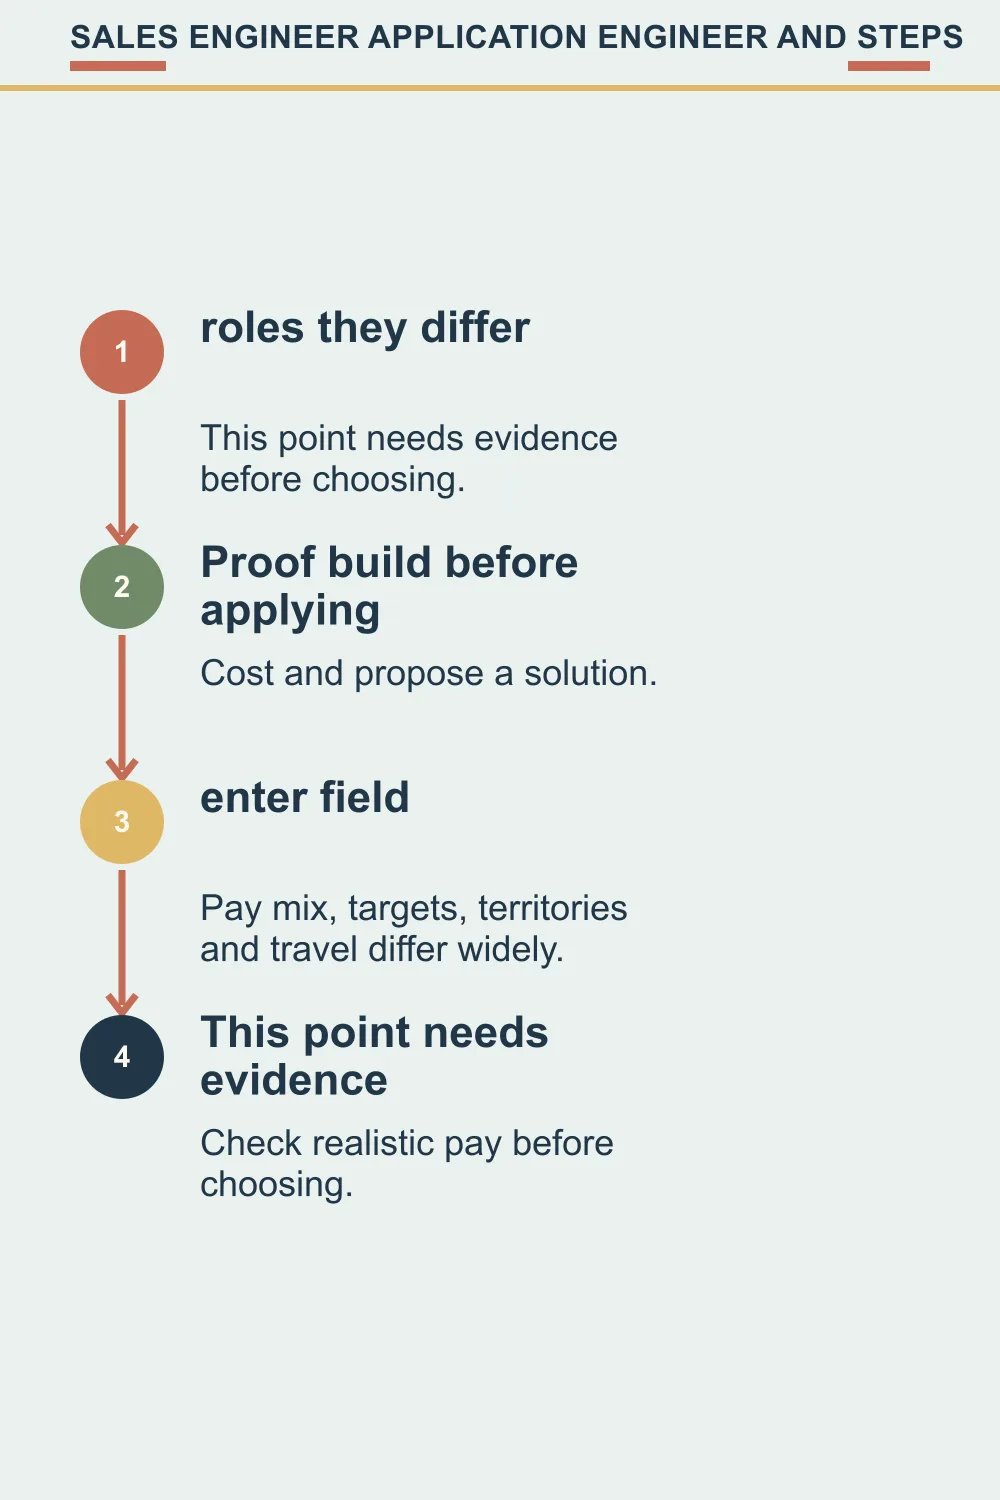 SALES ENGINEER APPLICATION ENGINEER AND STEPS
1
roles they differ
This point needs evidence
before choosing.
2
Proof build before
applying
Cost and propose a solution.
3
enter field
Pay mix, targets, territories
and travel differ widely.
4
This point needs
evidence
Check realistic pay before
choosing.